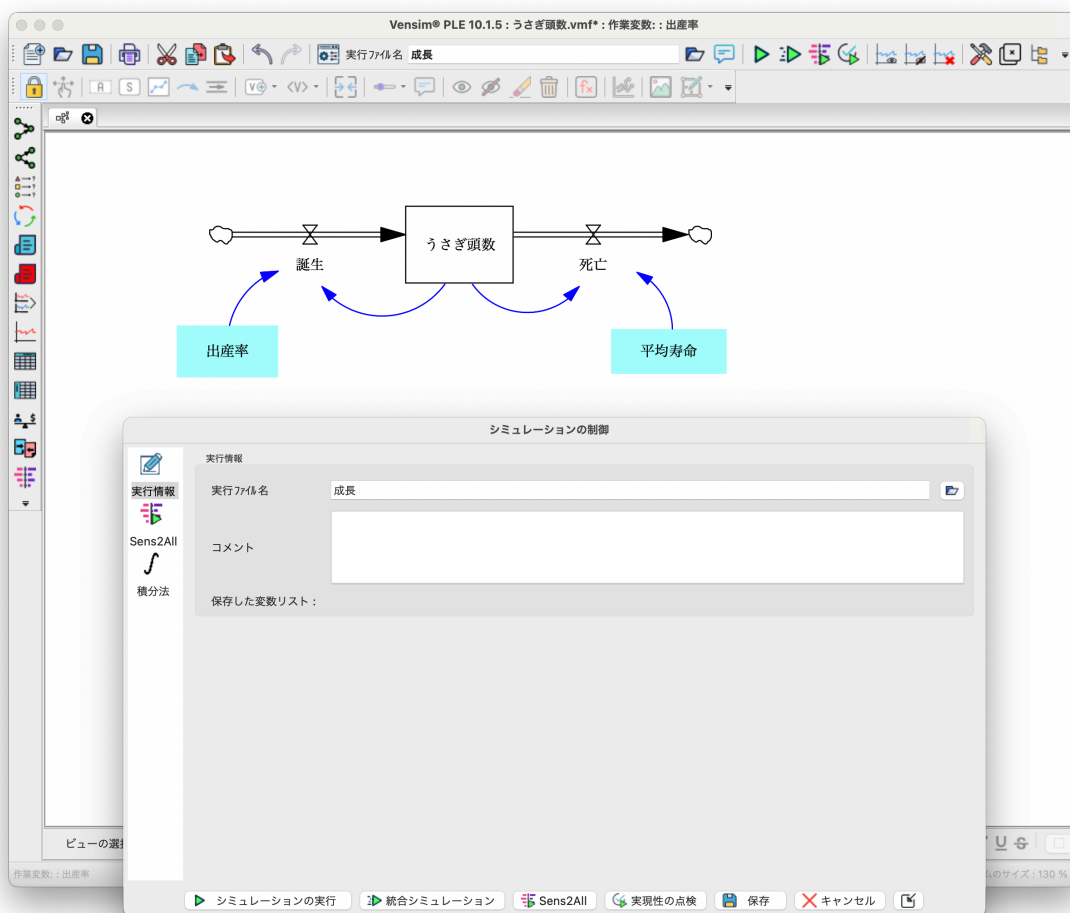 Vensim® PLE 10.1.5 : うさぎ頭数.vmf* : 作業変数: : 出産率
実行ファイル名 成長
うさぎ頭数
誕生
死亡
出産率
平均寿命
シミュレーションの制御
実行情報
実行情報
実行ファイル名
成長
Sens2All
コメント
積分法
保存した変数リスト :
ビューの選
作業変数: : 出産率
ムのサイズ : 130 %
シミュレーションの実行
統合シミュレーション
Sens2All
実現性の点検
保存
キャンセル